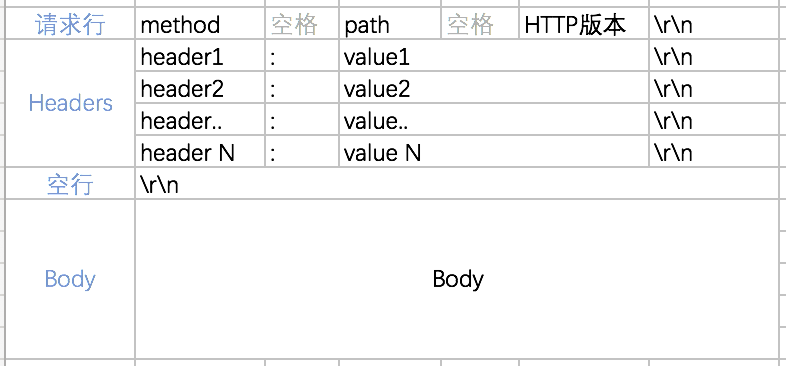 请求行 method 空格 path 空格 HTTP版本 \r\n
header1 : value1 \r\n
Headers
header2 : value2 \r\n
header.. : value.. \r\n
header N : value N \r\n
空行 \r\n
Body Body